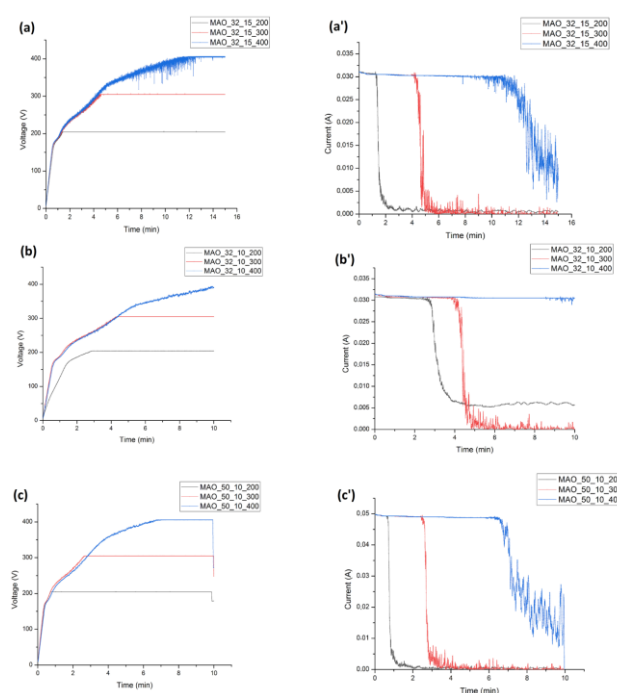 (a)
MAO_32_15_200
MAO_32_15_300
MAO_32_15_400
Voltage (V)
400
300
200
100
0
0 2 4 6 8 10 12 14 16
Time (min)
(a')
MAO_32_15_200
MAO_32_15_300
MAO_32_15_400
Current (A)
0.035
0.030
0.025
0.020
0.015
0.010
0.005
0.000
0 2 4 6 8 10 12 14 16
Time (min)
(b)
MAO_32_10_200
MAO_32_10_300
MAO_32_10_400
Voltage (V)
400
300
200
100
0
0 2 4 6 8 10
Time (min)
(b')
MAO_32_10_200
MAO_32_10_300
MAO_32_10_400
Current (A)
0.035
0.030
0.025
0.020
0.015
0.010
0.005
0.000
0 2 4 6 8 10
Time (min)
(c)
MAO_50_10_200
MAO_50_10_300
MAO_50_10_400
Voltage (V)
400
300
200
100
0
0 2 4 6 8 10
Time (min)
(c')
MAO_50_10_20
MAO_50_10_30
MAO_50_10_40
Current (A)
0,05
0,04
0,03
0,02
0,01
0,00
0 2 4 6 8 10
Time (min)